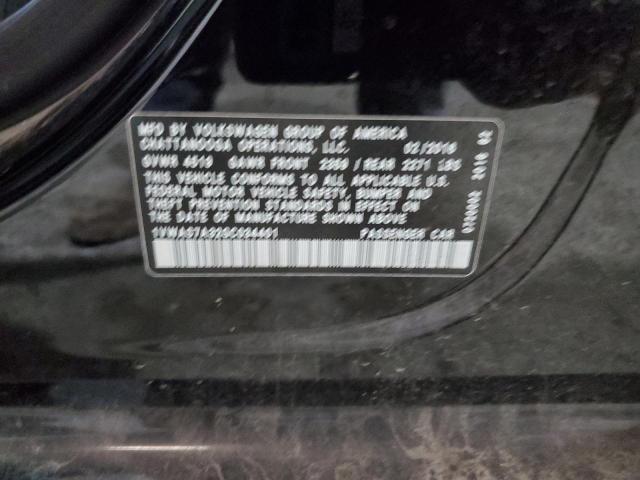 MFD BY VOLKSWAGEN GROUP OF AMERICA
CHATTANOOGA OPERATIONS, LLC. 02/2016
GVWR 4519 GAWR FRONT / REAR 2271 LBS
THIS VEHICLE CONFORMS TO ALL APPLICABLE U.S.
FEDERAL MOTOR VEHICLE SAFETY, BUMPER AND
THEFT PREVENTION STANDARDS IN EFFECT ON
THE DATE OF MANUFACTURE SHOWN ABOVE
PASSENGER CAR
2016 02